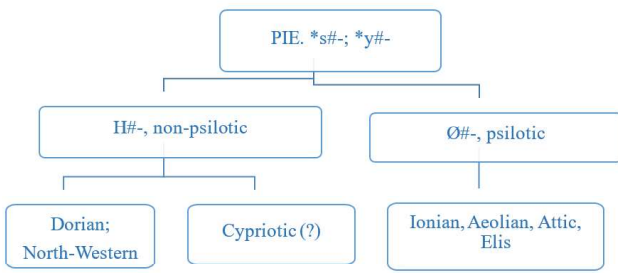 PIE. *s#-; *y#-
H#-, non-psilotic
Ø#-, psilotic
Dorian;
North-Western
Cypriotic (?)
Ionian, Aeolian, Attic,
Elis